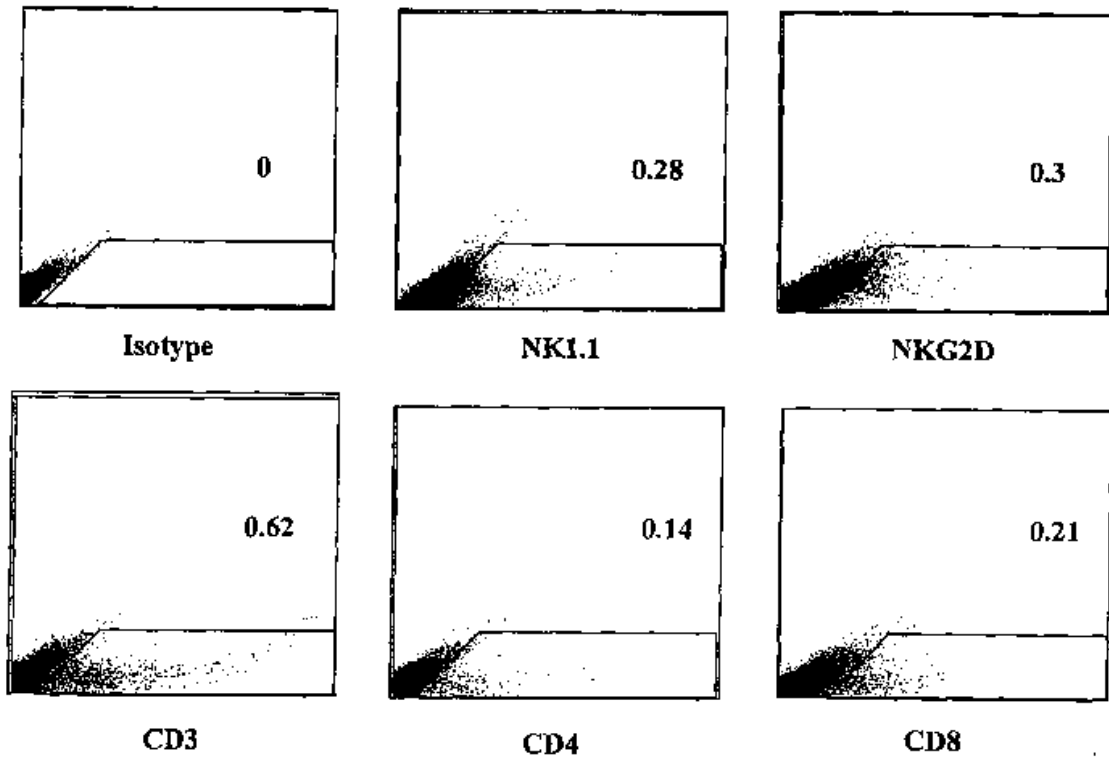 0
0.28
0.3
Isotype
NK1.1
NKG2D
0.62
0.14
0.21
CD3
CD4
CD8